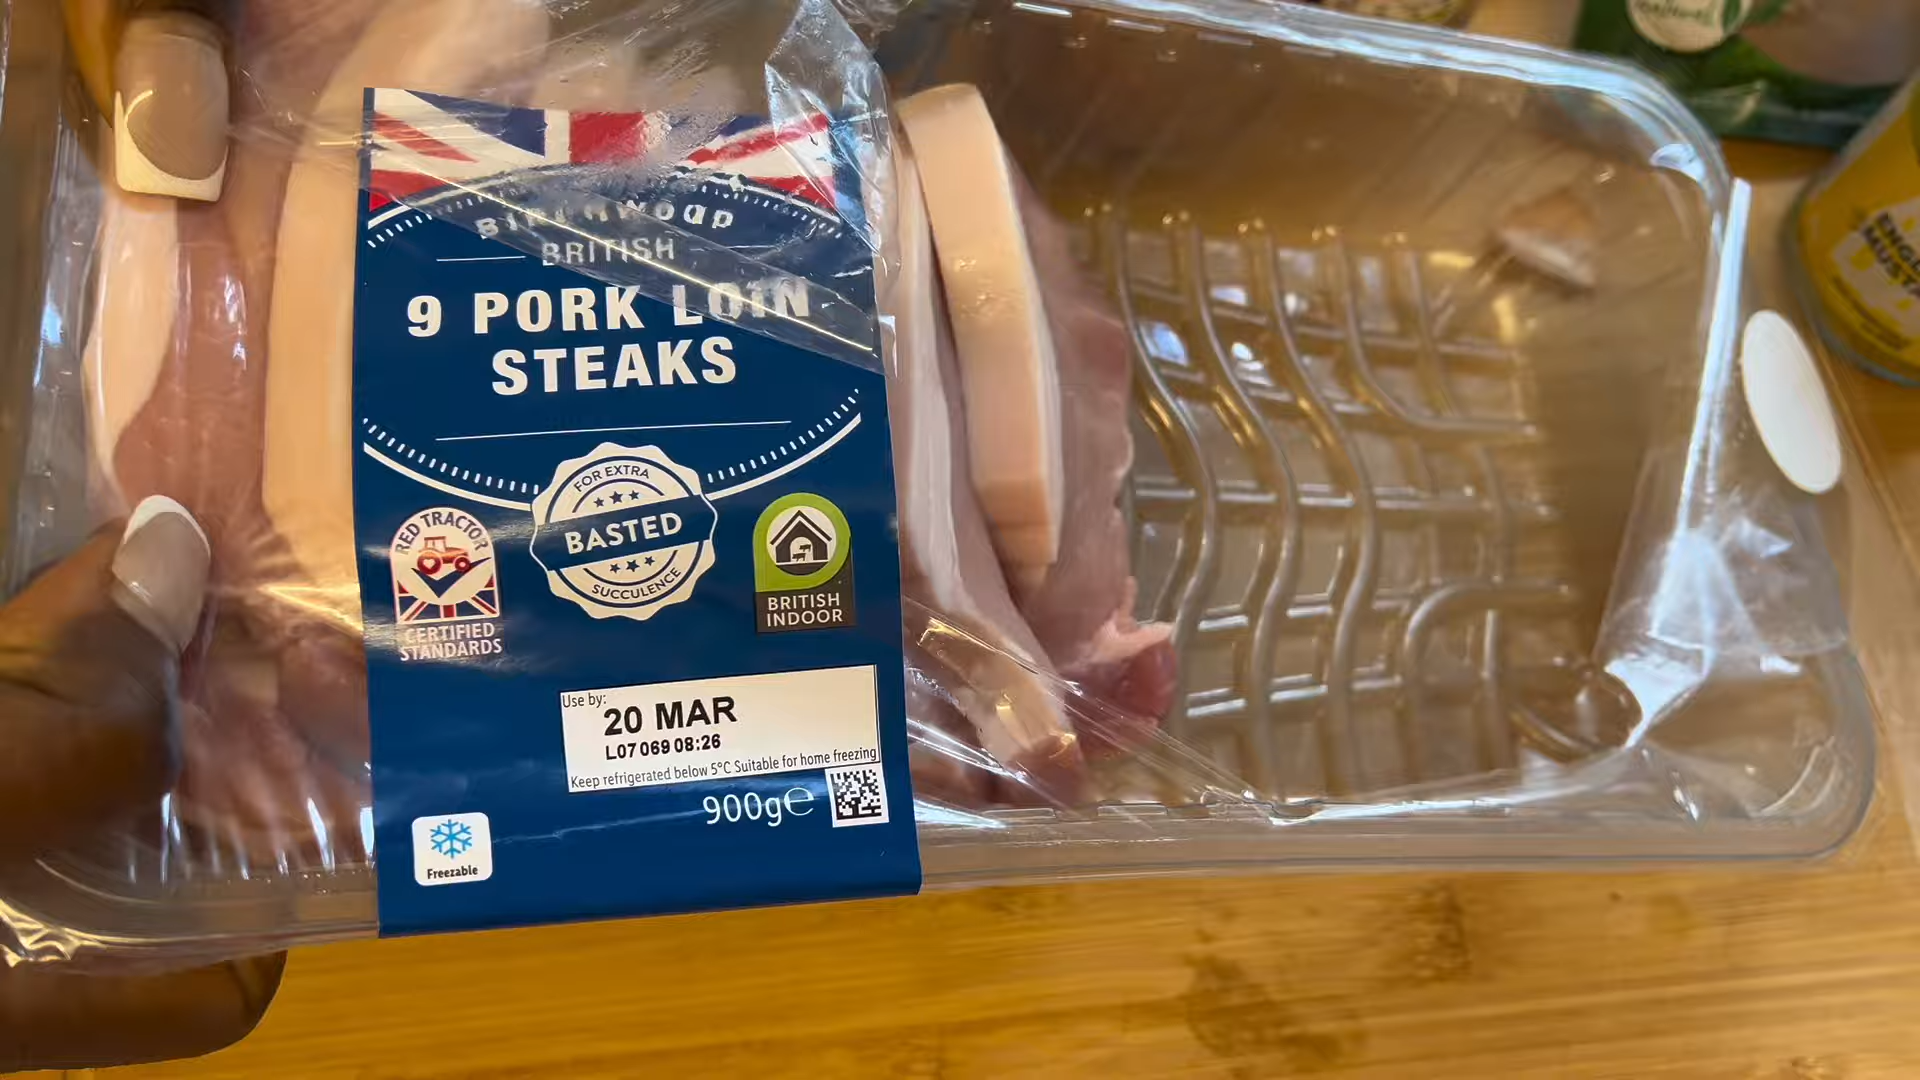 BIRCHWOOD
BRITISH
9 PORK LOIN
STEAKS
FOR EXTRA
BASTED
SUCCULENCE
RED TRACTOR
CERTIFIED
STANDARDS
BRITISH
INDOOR
Use by:
20 MAR
L07 069 08:26
Keep refrigerated below 5°C Suitable for home freezing
900g℮
Freezable